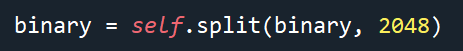 binary = self.split(binary, 2048)